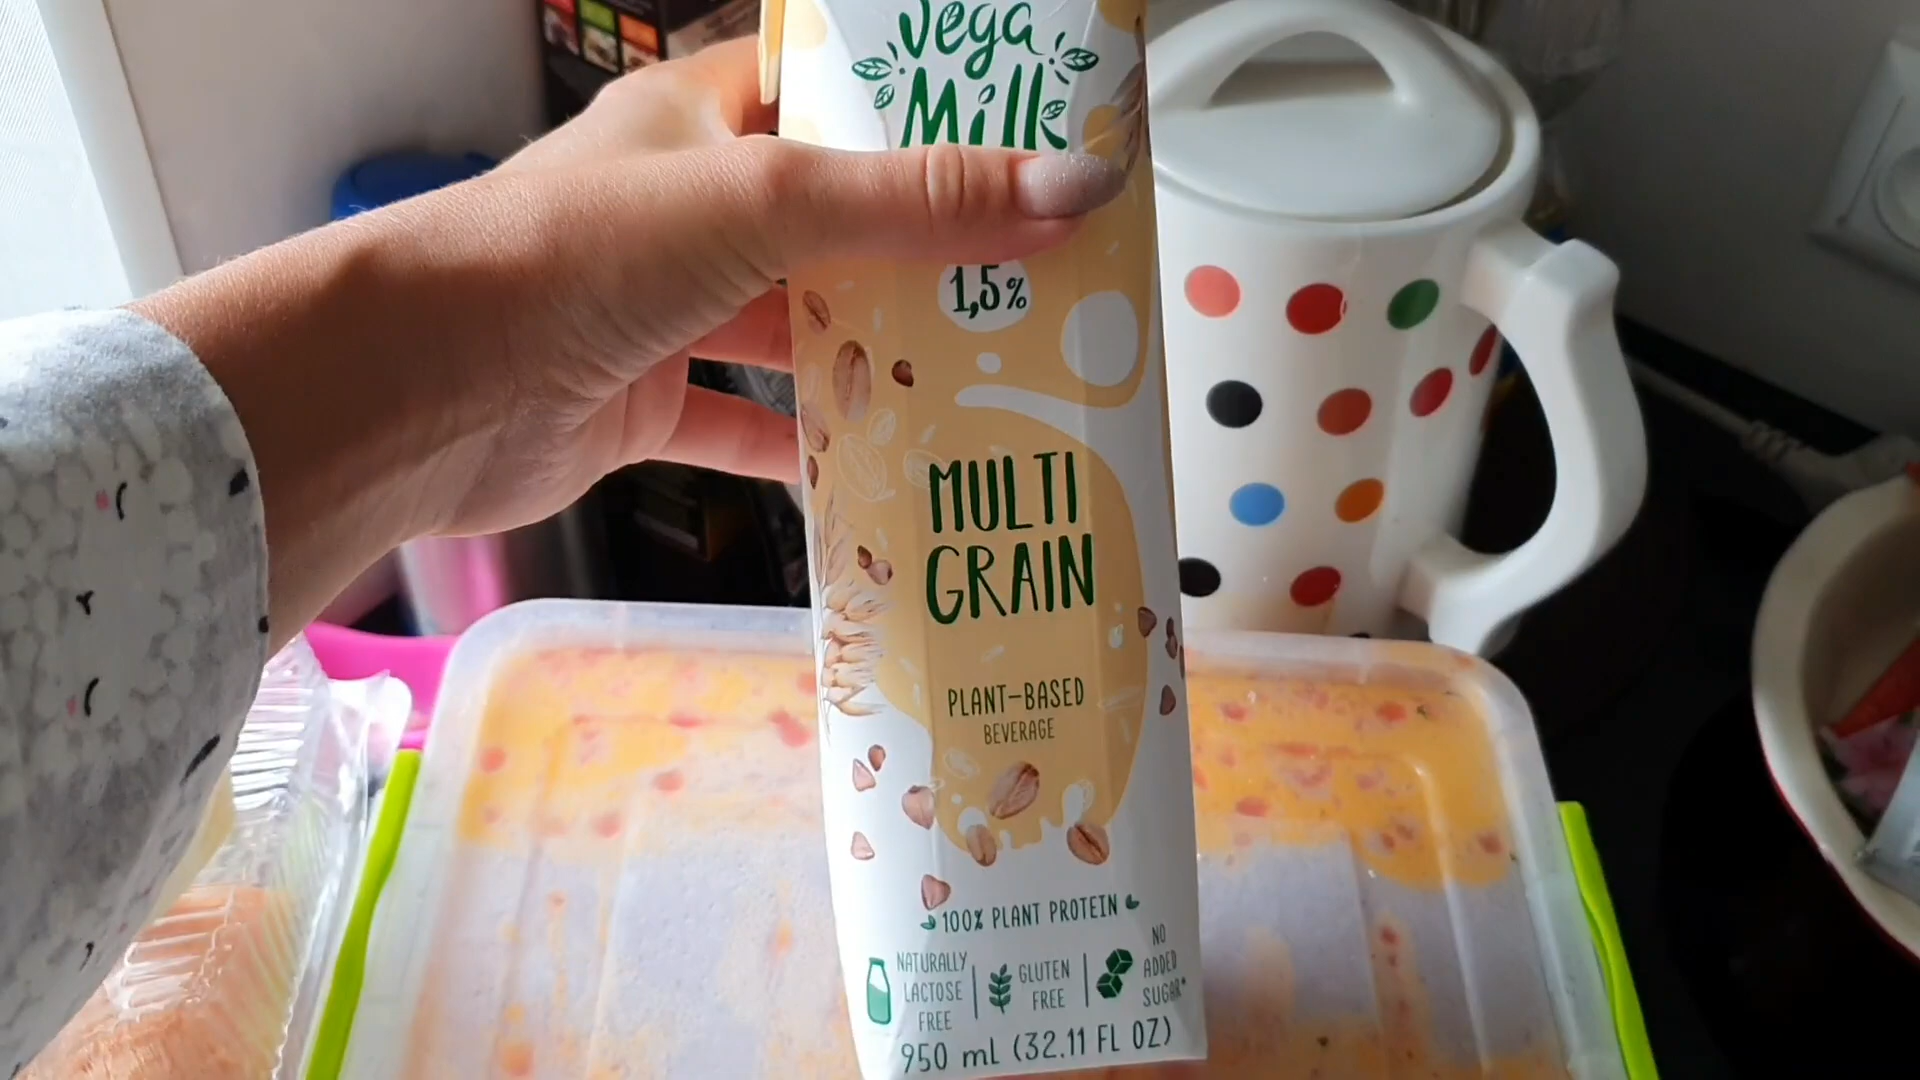 Vega
Milk
1,5%
MULTI
GRAIN
PLANT-BASED
BEVERAGE
100% PLANT PROTEIN
NATURALLY
LACTOSE
FREE
GLUTEN
FREE
NO
ADDED
SUGAR*
950 mL (32.11 FL OZ)